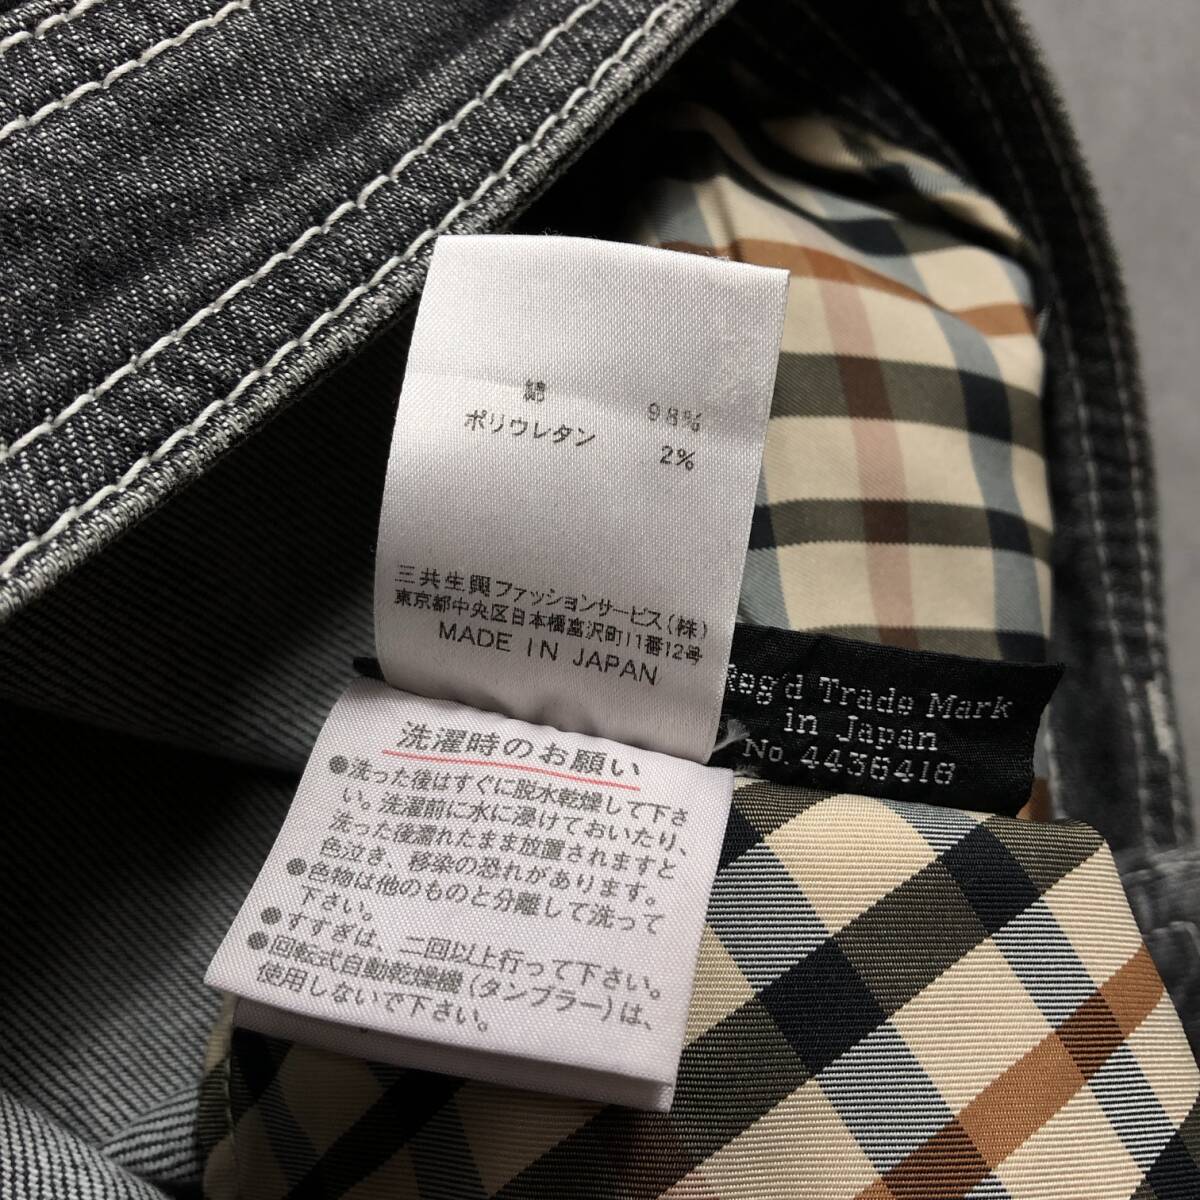 綿 98%
ポリウレタン 2%
三共生興ファッションサービス(株)
東京都中央区日本橋富沢町11番12号
MADE IN JAPAN
Reg'd Trade Mark
in Japan
No. 4436418
洗濯時のお願い
●洗った後はすぐに脱水乾燥して下さ
い。洗濯前に水に浸けておいたり、
洗った後濡れたまま放置されますと
色泣き、移染の恐れがあります。
●色物は他のものと分離して洗って
下さい。
●すすぎは、二回以上行って下さい。
●回転式自動乾燥機(タンブラー)は、
使用しないで下さい。